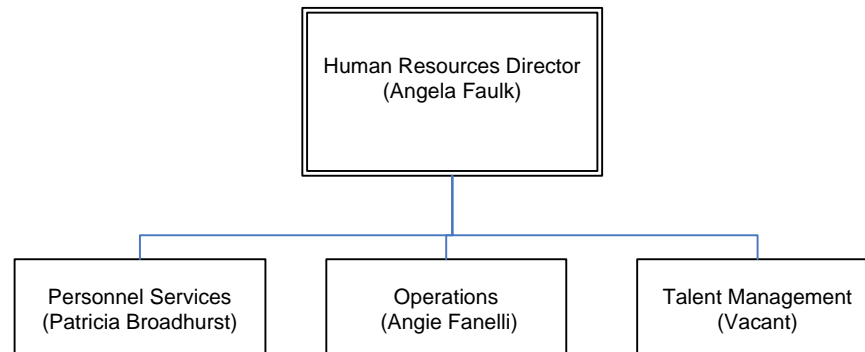 Human Resources Director
(Angela Faulk)
Personnel Services
(Patricia Broadhurst)
Operations
(Angie Fanelli)
Talent Management
(Vacant)